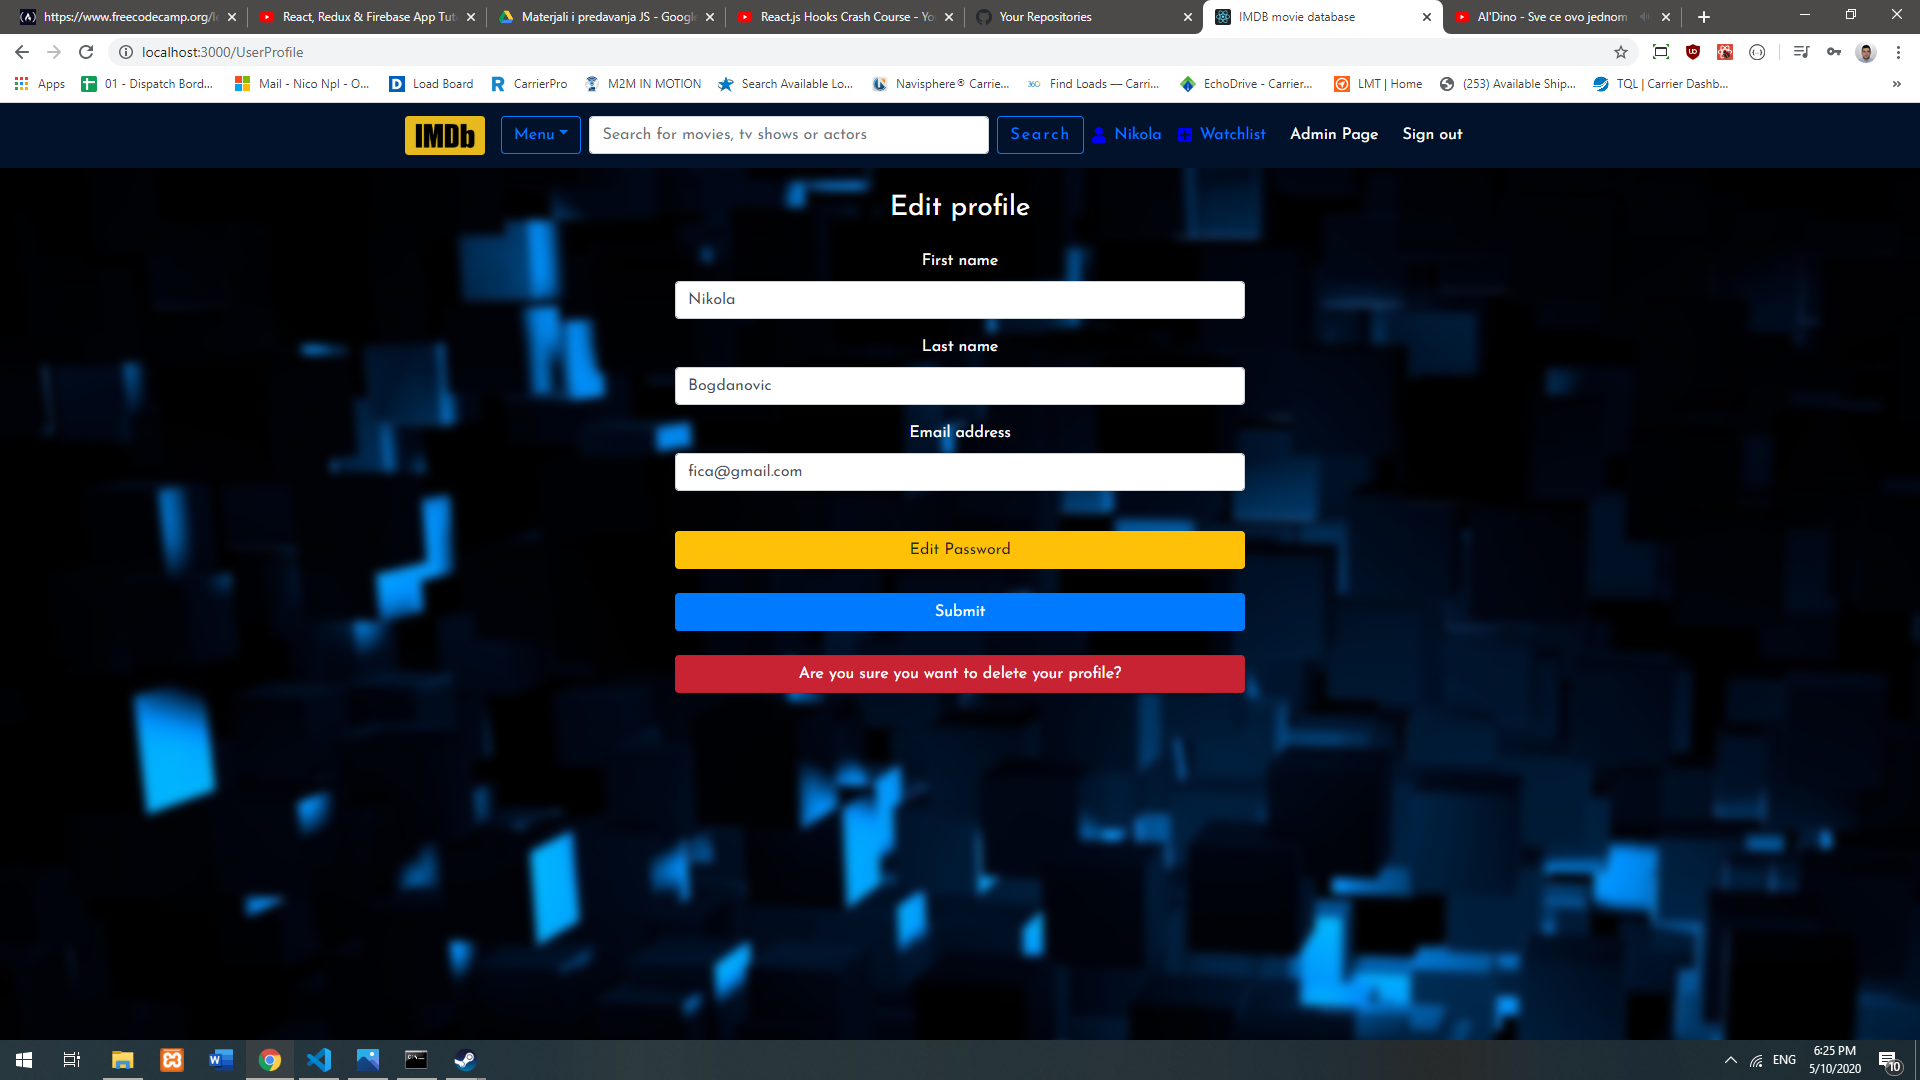 https://www.freecodecamp.org/l
React, Redux & Firebase App Tut
Materjali i predavanja JS - Google
React.js Hooks Crash Course - Yo
Your Repositories
IMDB movie database
Al'Dino - Sve ce ovo jednom
localhost:3000/UserProfile
Apps
01 - Dispatch Bord...
Mail - Nico Npl - O...
Load Board
CarrierPro
M2M IN MOTION
Search Available Lo...
Navisphere® Carrie...
Find Loads — Carri...
EchoDrive - Carrier...
LMT | Home
(253) Available Ship...
TQL | Carrier Dashb...
IMDb
Menu
Search for movies, tv shows or actors
Search
Nikola
Watchlist
Admin Page
Sign out
Edit profile
First name
Nikola
Last name
Bogdanovic
Email address
fica@gmail.com
Edit Password
Submit
Are you sure you want to delete your profile?
ENG
6:25 PM
5/10/2020
10